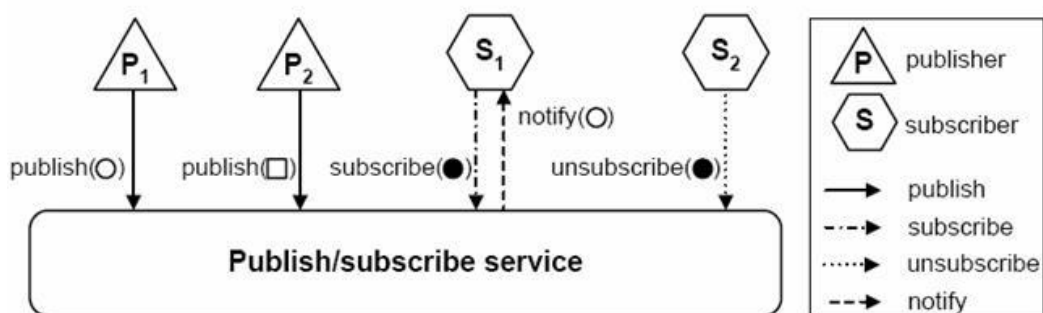 P1
P2
S1
S2
P publisher
S subscriber
notify(○)
publish(○)
publish(□)
subscribe(●)
unsubscribe(●)
publish
subscribe
unsubscribe
notify
Publish/subscribe service